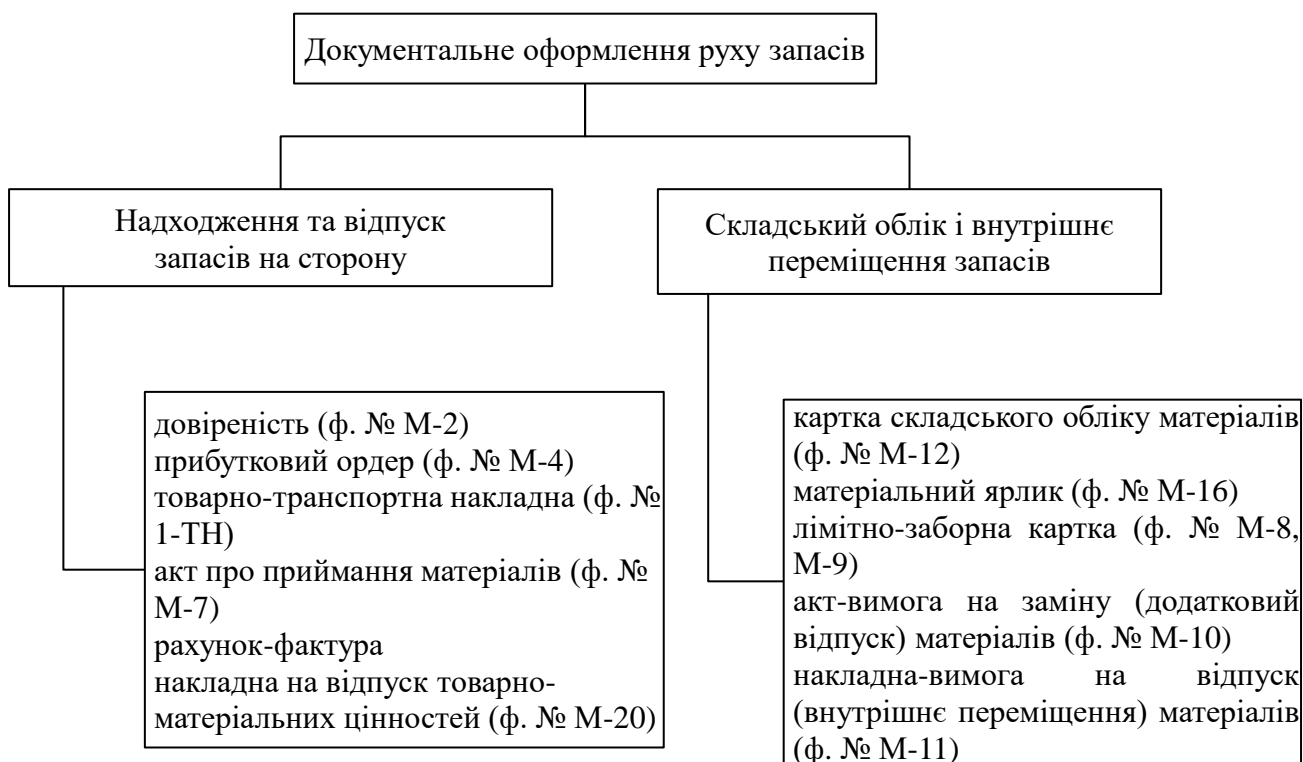 Документальне оформлення руху запасів
Надходження та відпуск
запасів на сторону
Складський облік і внутрішнє
переміщення запасів
довіреність (ф. № М-2)
прибутковий ордер (ф. № М-4)
товарно-транспортна накладна (ф. №
1-ТН)
акт про приймання матеріалів (ф. №
М-7)
рахунок-фактура
накладна на відпуск товарно-
матеріальних цінностей (ф. № М-20)
картка складського обліку матеріалів
(ф. № М-12)
матеріальний ярлик (ф. № М-16)
лімітно-заборна картка (ф. № М-8,
М-9)
акт-вимога на заміну (додатковий
відпуск) матеріалів (ф. № М-10)
накладна-вимога на відпуск
(внутрішнє переміщення) матеріалів
(ф. № М-11)